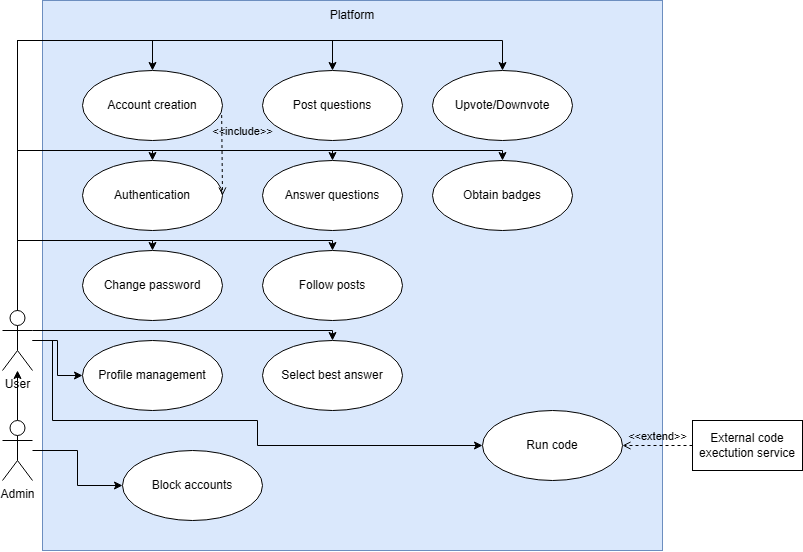 Platform
Account creation
Post questions
Upvote/Downvote
<<include>>
Authentication
Answer questions
Obtain badges
Change password
Follow posts
User
Profile management
Select best answer
Run code
<<extend>>
External code
exectution service
Admin
Block accounts